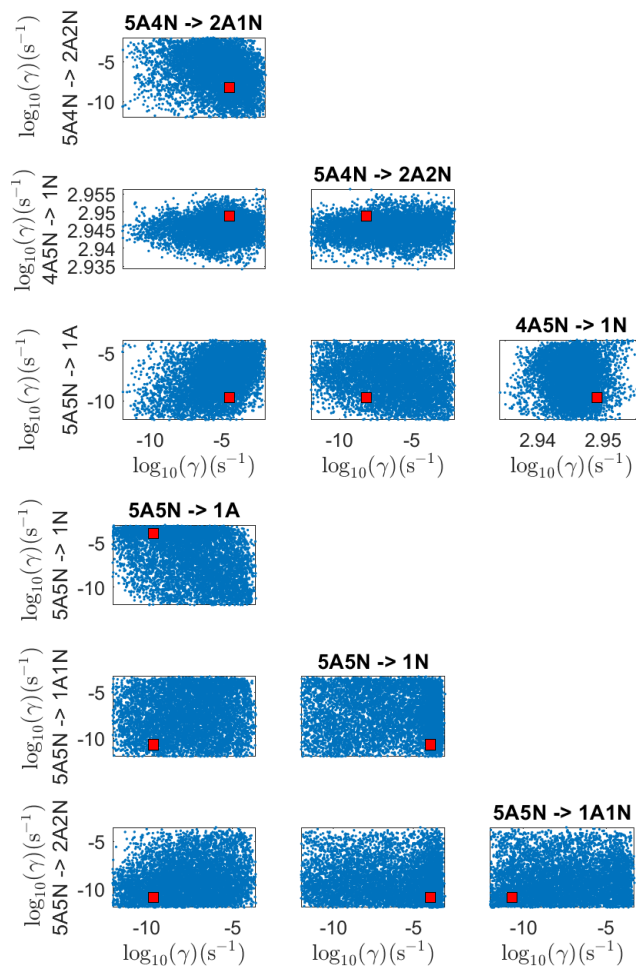 5A4N -> 2A1N
log₁₀(γ)(s⁻¹)
5A4N -> 2A2N
-5
-10
5A4N -> 2A2N
log₁₀(γ)(s⁻¹)
4A5N -> 1N
2.955
2.95
2.945
2.94
2.935
4A5N -> 1N
log₁₀(γ)(s⁻¹)
5A5N -> 1A
-5
-10
-10 -5 -10 -5 2.94 2.95
log₁₀(γ)(s⁻¹) log₁₀(γ)(s⁻¹) log₁₀(γ)(s⁻¹)
5A5N -> 1A
log₁₀(γ)(s⁻¹)
5A5N -> 1N
-5
-10
5A5N -> 1N
log₁₀(γ)(s⁻¹)
5A5N -> 1A1N
-5
-10
5A5N -> 1A1N
log₁₀(γ)(s⁻¹)
5A5N -> 2A2N
-5
-10
-10 -5 -10 -5 -10 -5
log₁₀(γ)(s⁻¹) log₁₀(γ)(s⁻¹) log₁₀(γ)(s⁻¹)